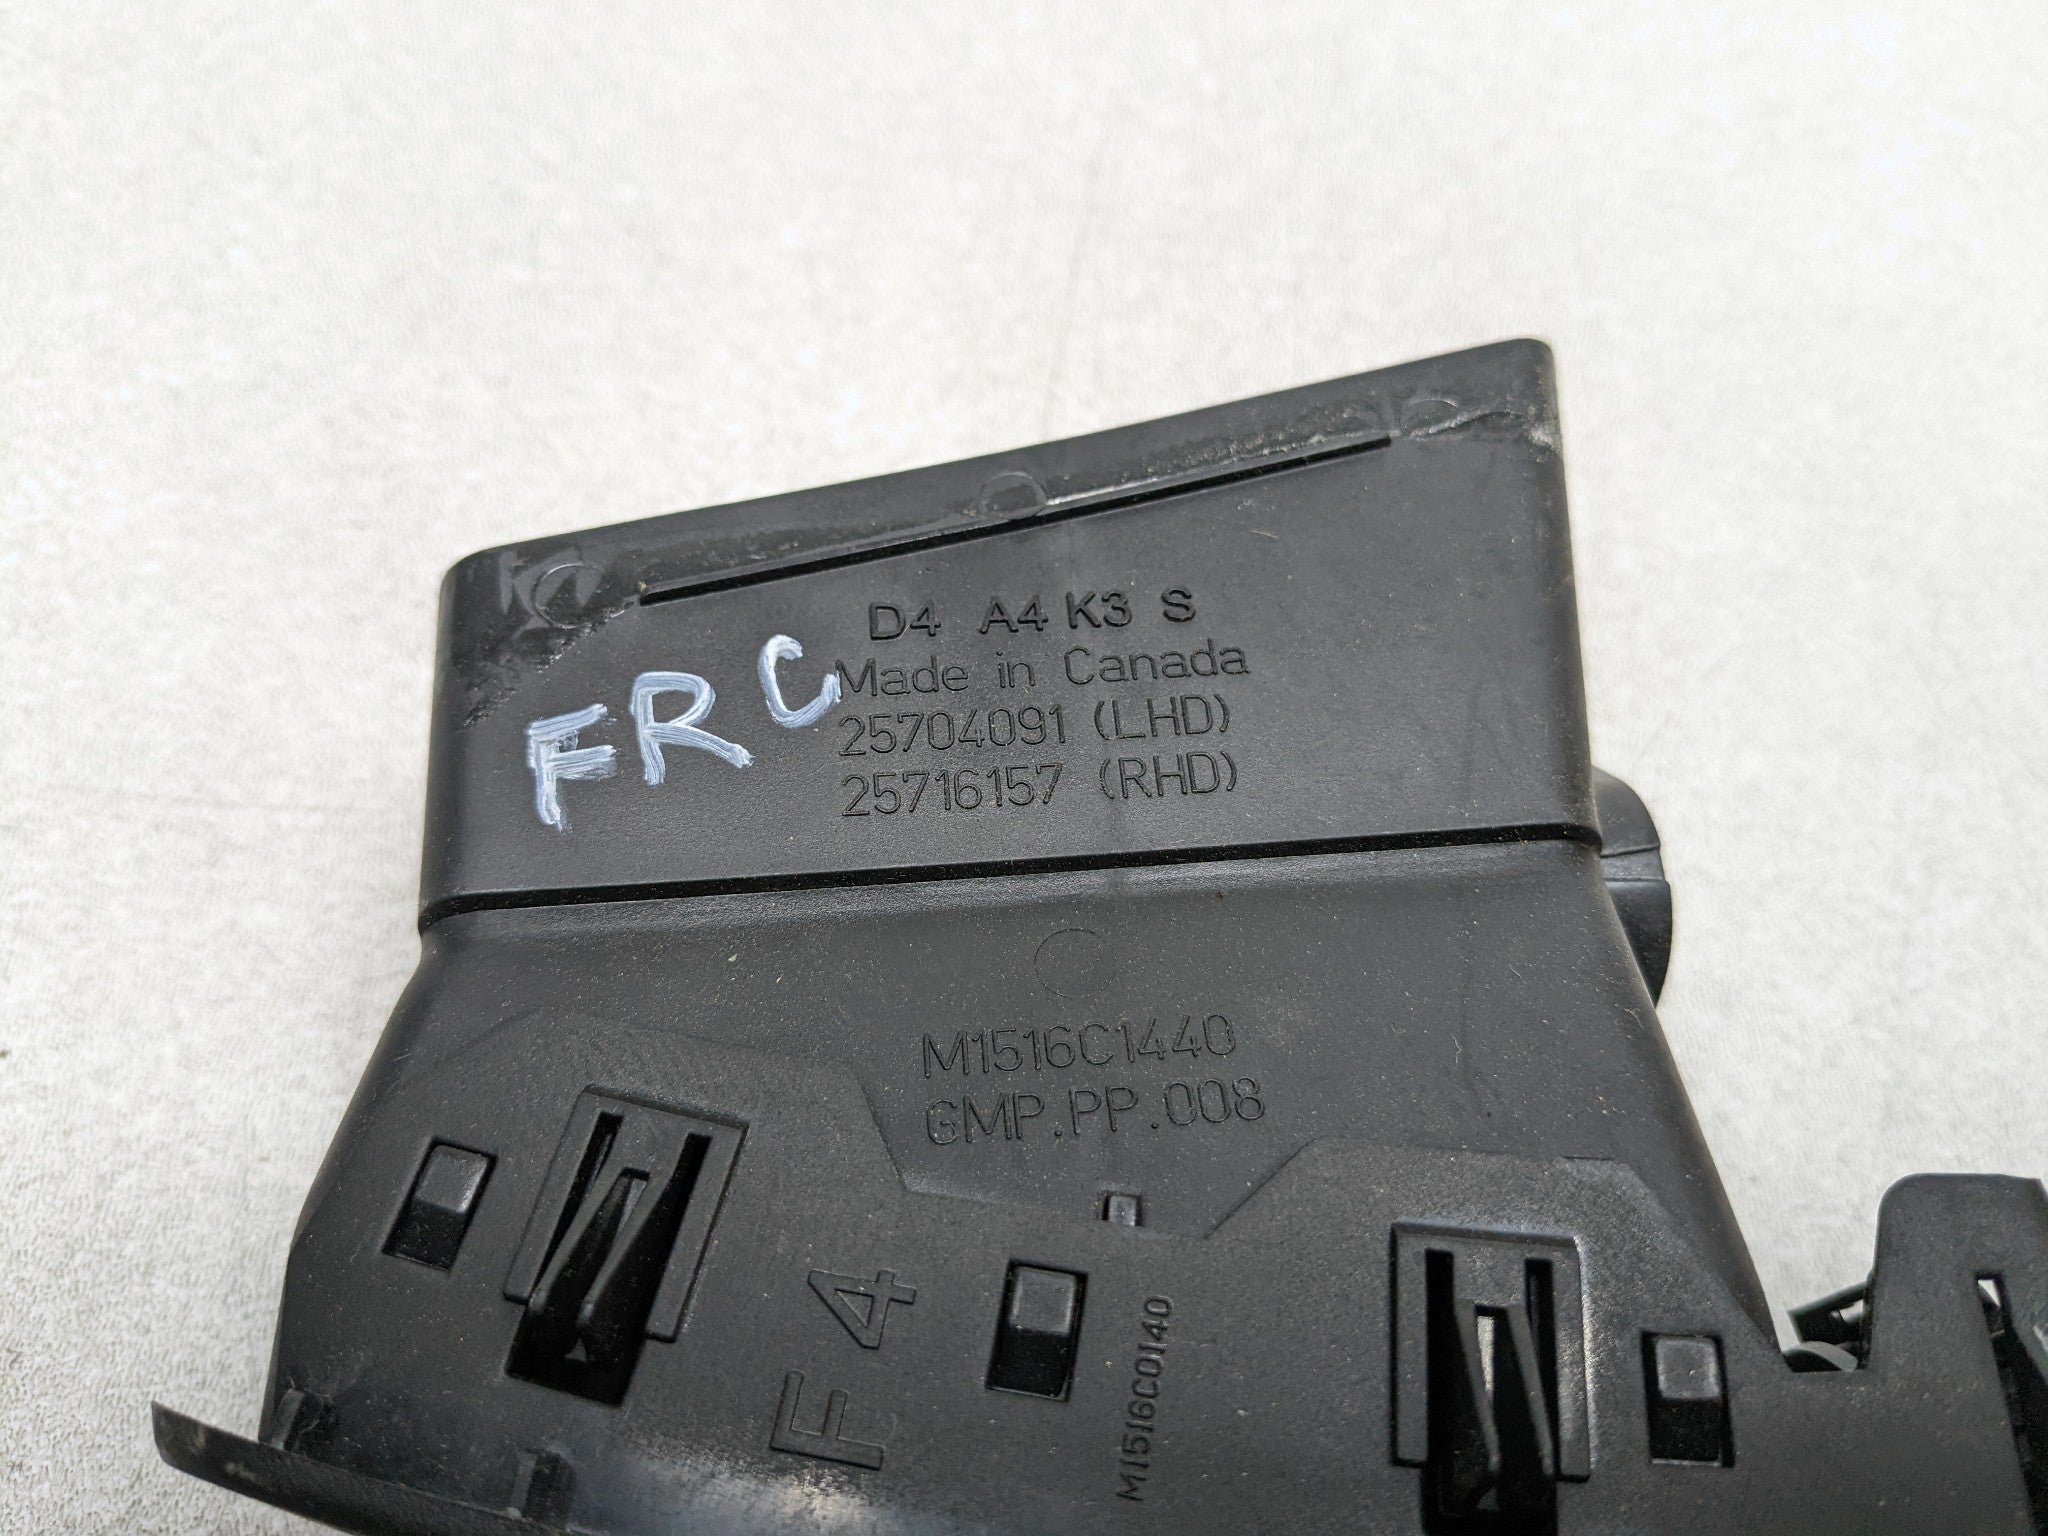 D4 A4 K3 S
FRC
Made in Canada
25704091 (LHD)
25716157 (RHD)
M1516C1440
GMP.PP.008
F4
M1516C0140